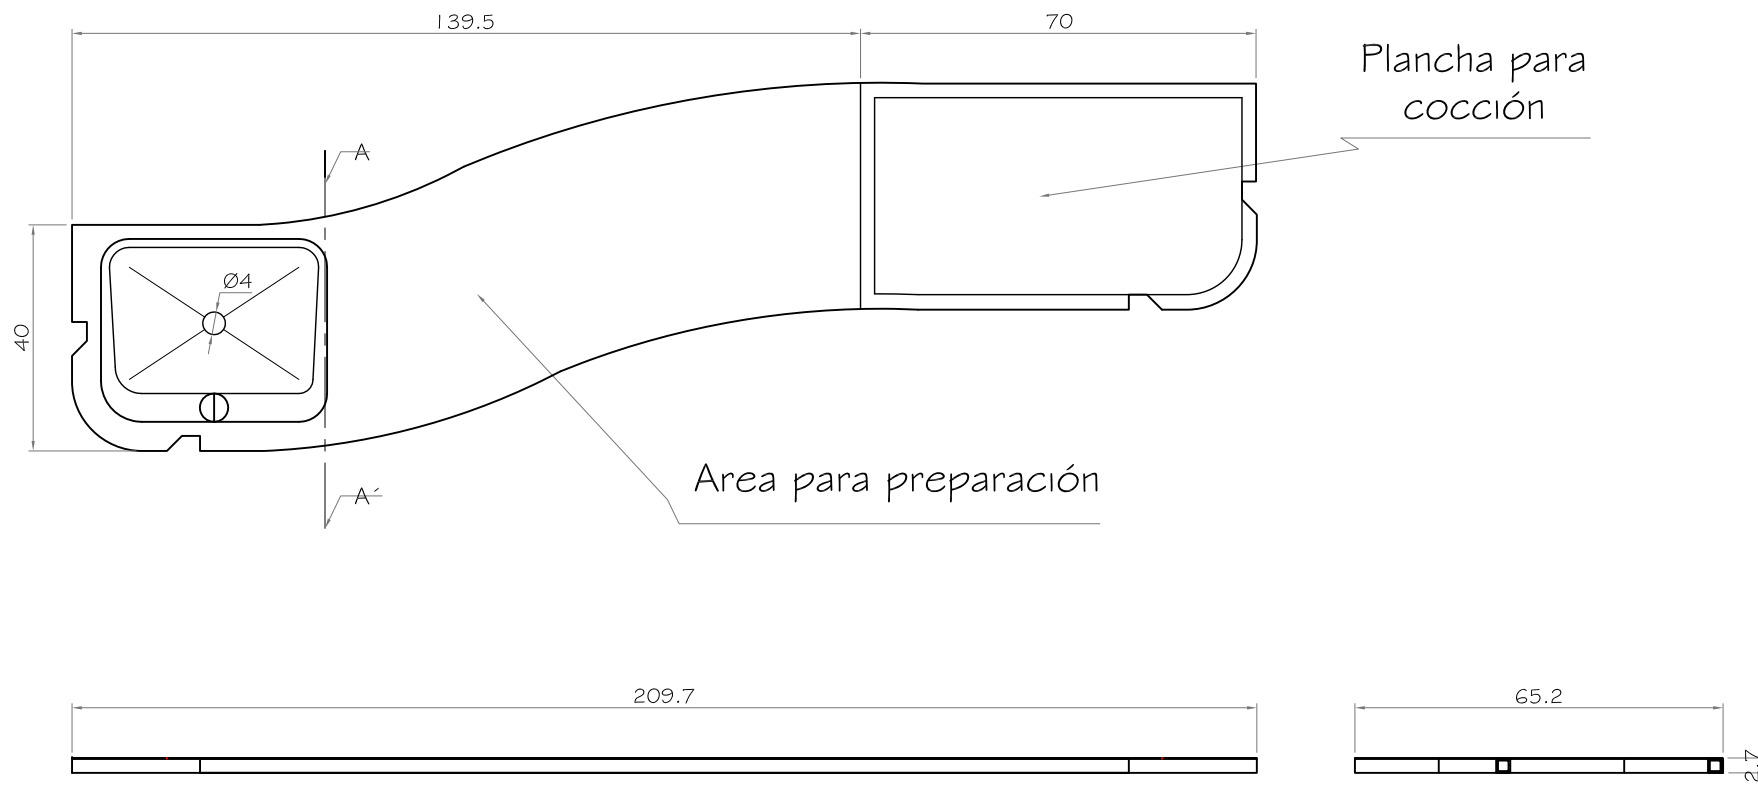 139.5
70
Plancha para
cocción
A
Ø4
40
Area para preparación
A´
209.7
65.2
2.7